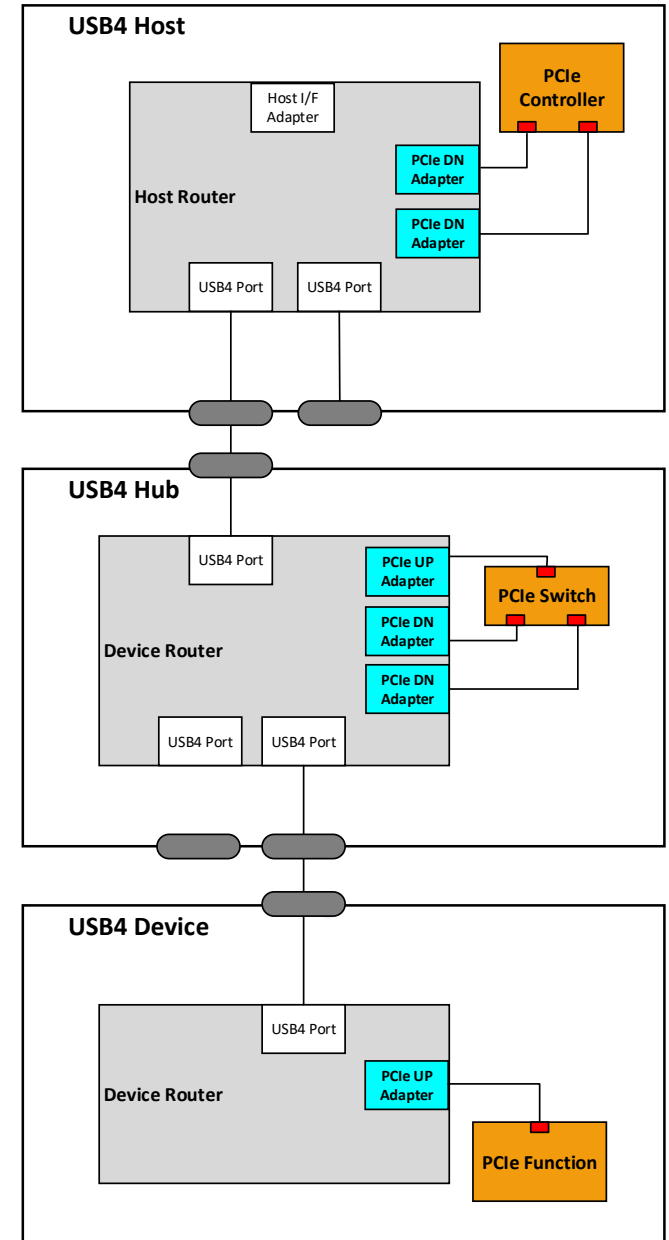 USB4 Host
Host I/F
Adapter
PCIe
Controller
PCIe DN
Adapter
Host Router
PCIe DN
Adapter
USB4 Port
USB4 Port
USB4 Hub
USB4 Port
PCIe UP
Adapter
PCIe Switch
PCIe DN
Adapter
Device Router
PCIe DN
Adapter
USB4 Port
USB4 Port
USB4 Device
USB4 Port
PCIe UP
Adapter
Device Router
PCIe Function